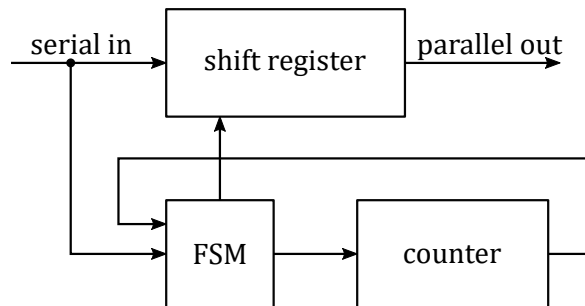 serial in
shift register
parallel out
FSM
counter